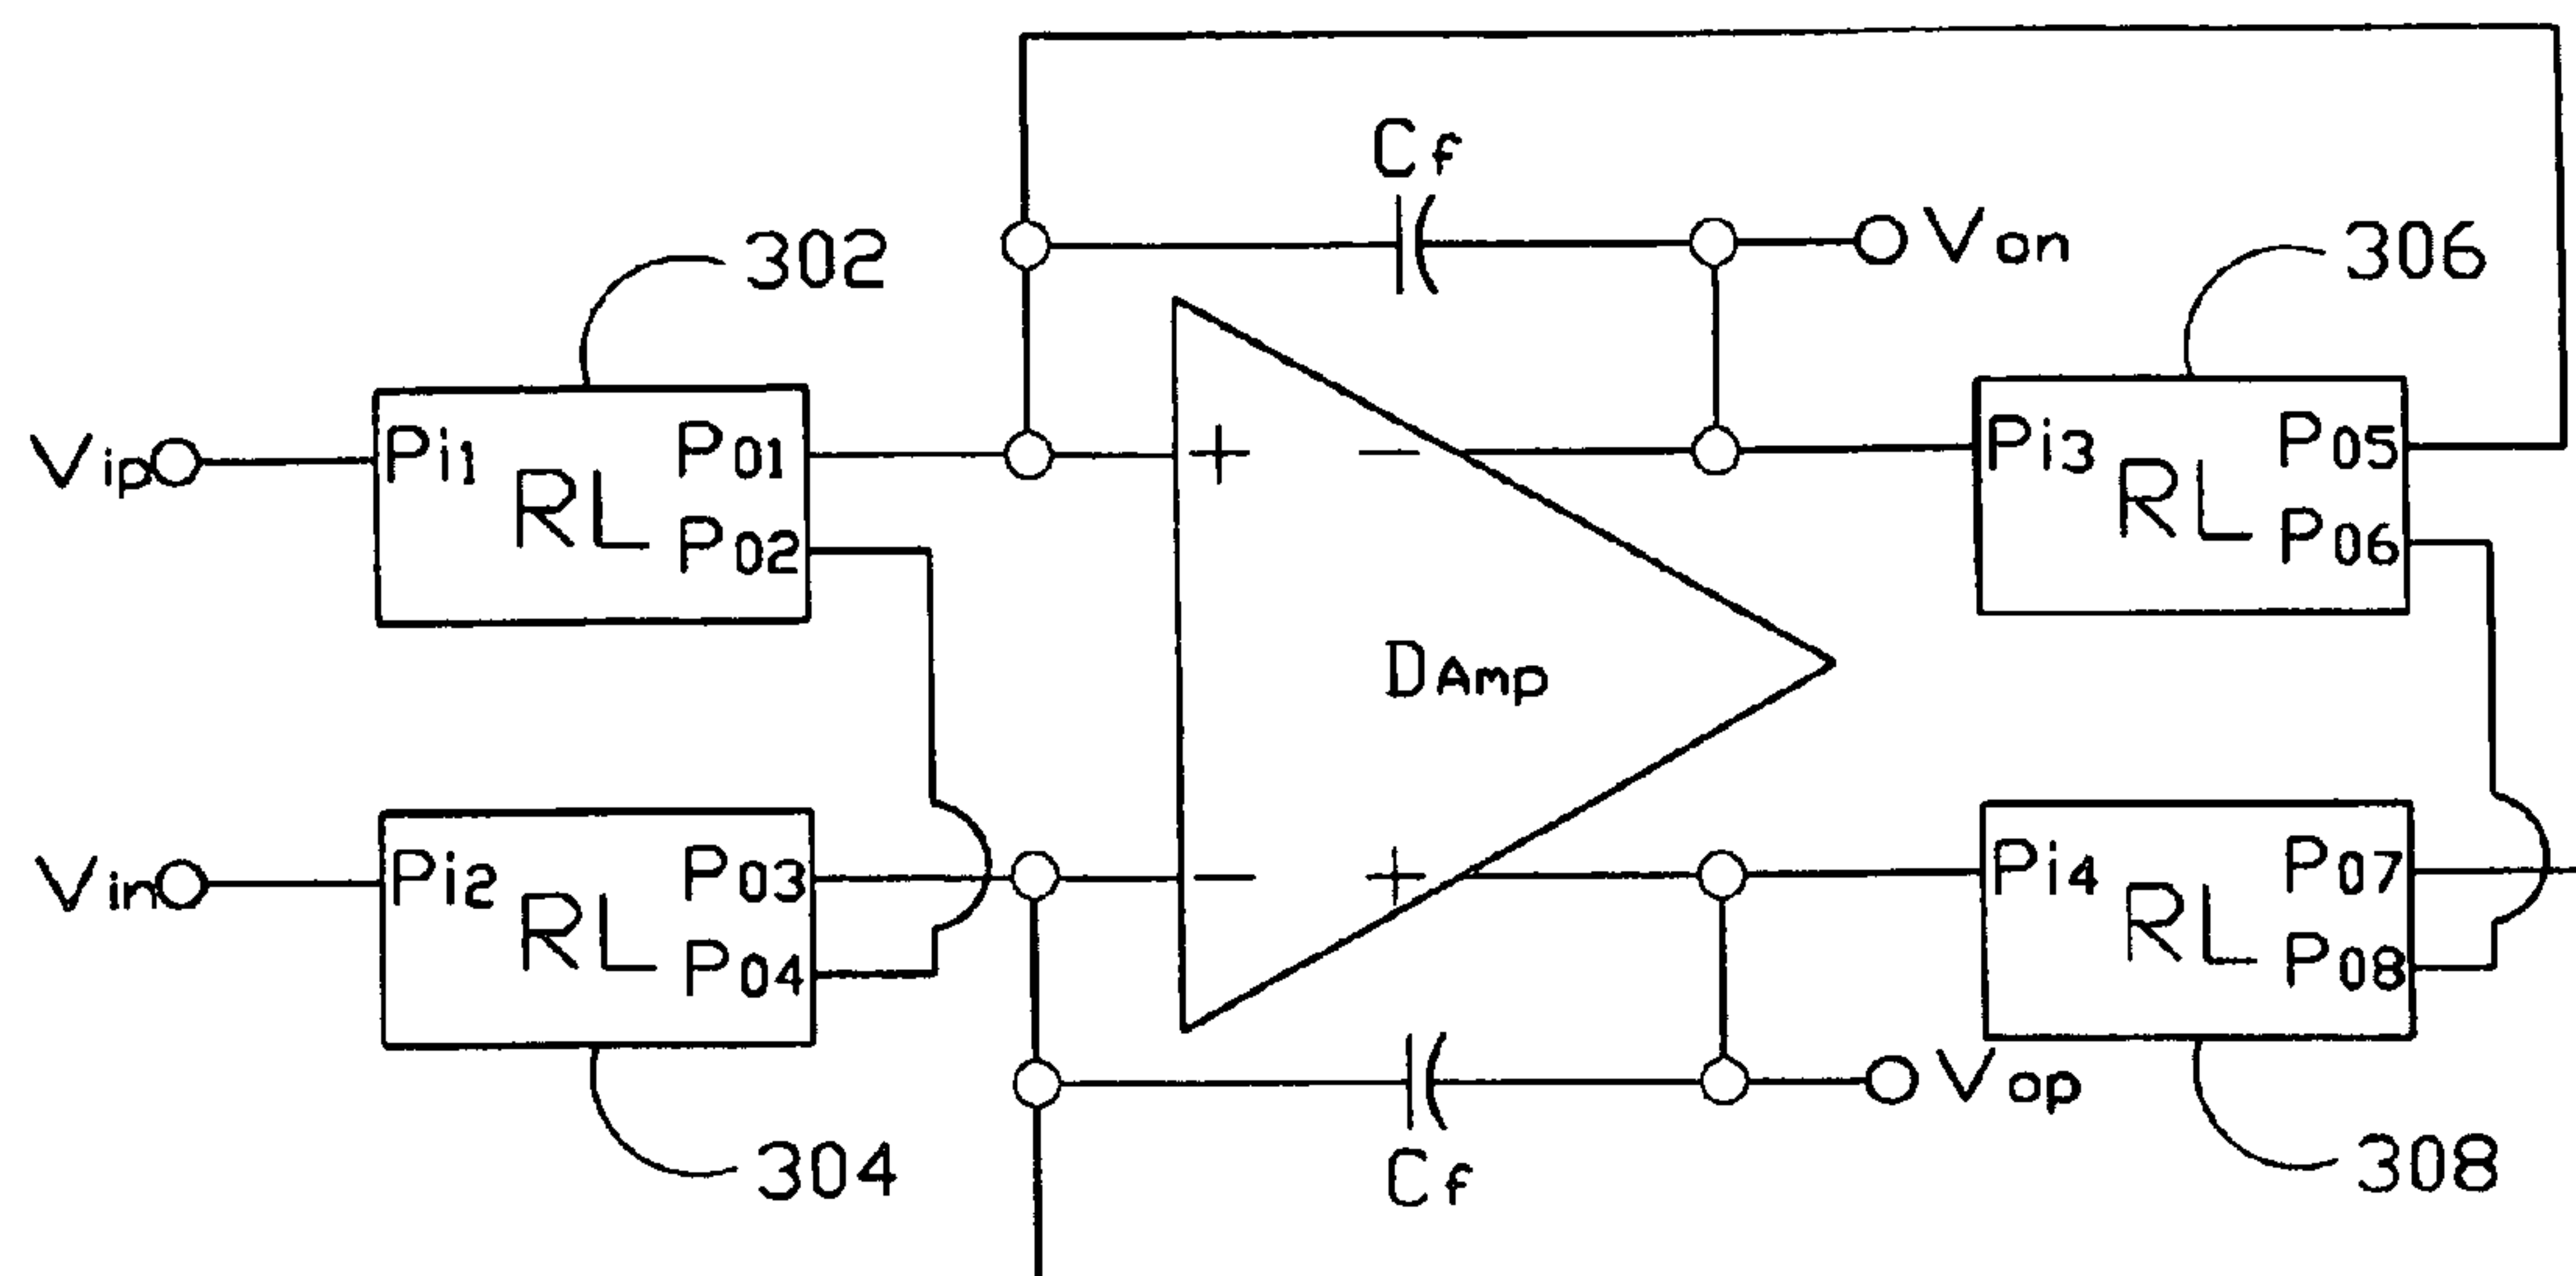 Cf
Von
302
306
Vip
Pi1
P01
RL
P02
+
−
Pi3
P05
RL
P06
DAmp
Vin
Pi2
P03
RL
P04
−
+
Pi4
P07
RL
P08
Vop
304
Cf
308